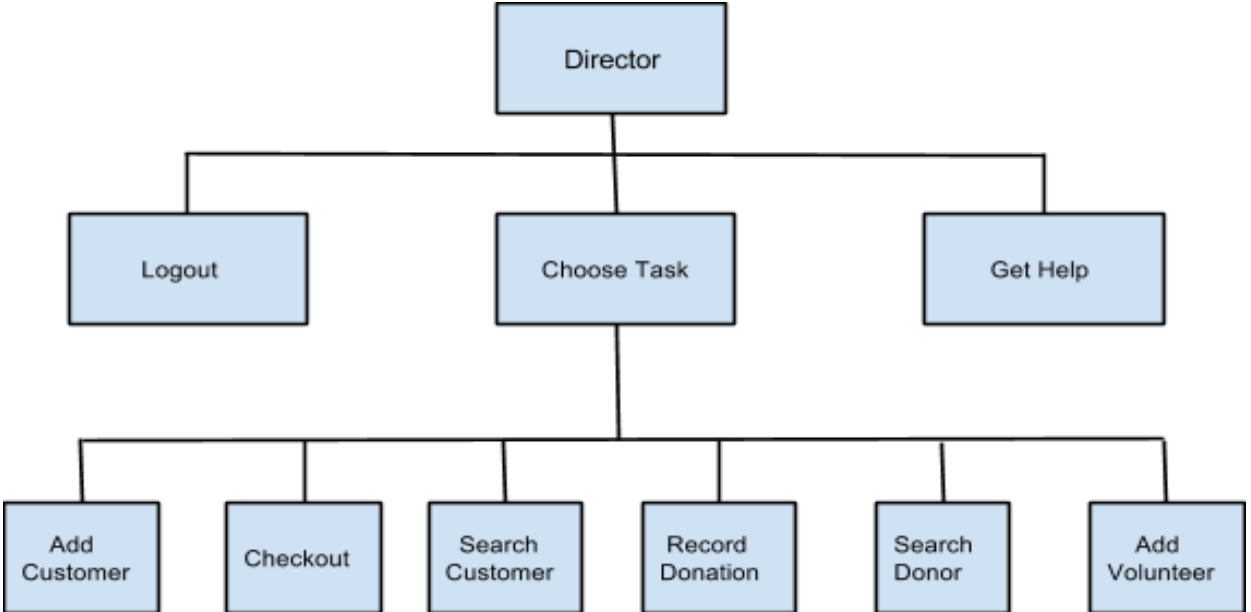 Director
Logout
Choose Task
Get Help
Add
Customer
Checkout
Search
Customer
Record
Donation
Search
Donor
Add
Volunteer